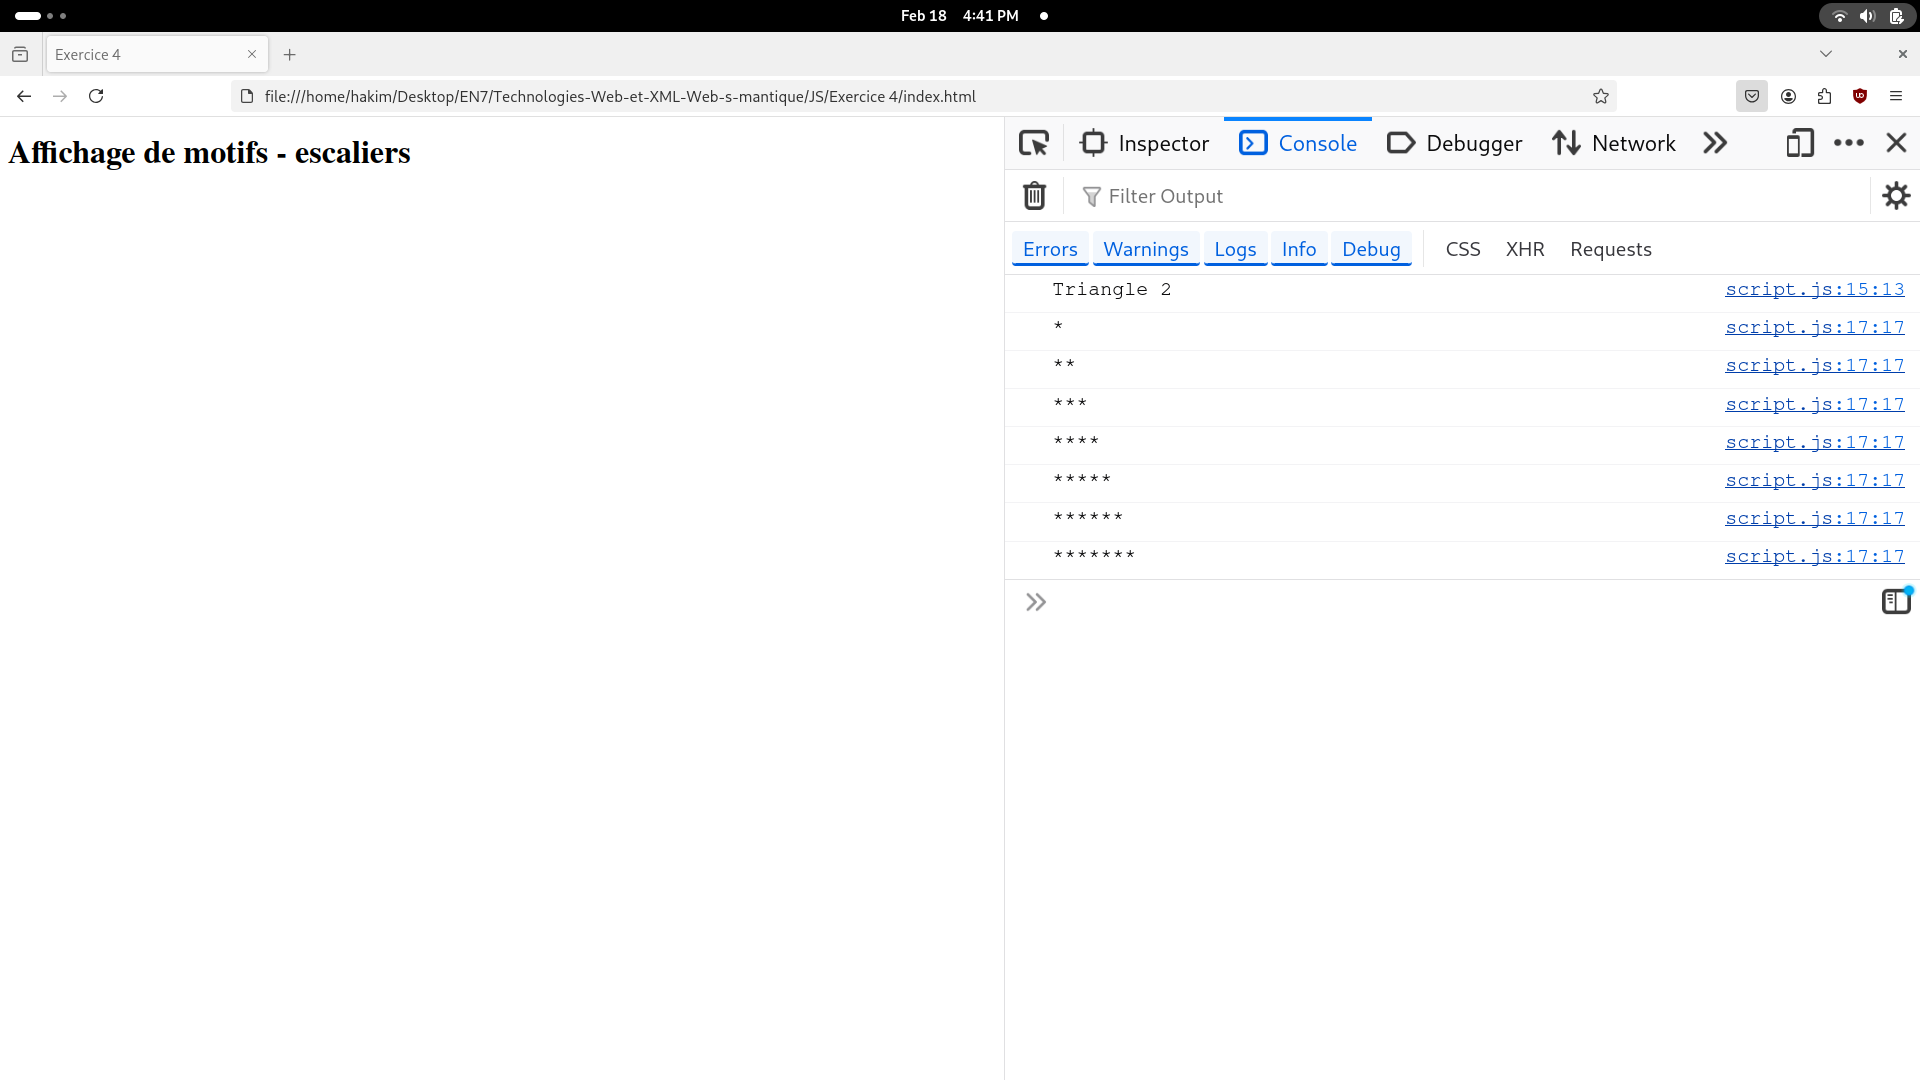 Feb 18 4:41 PM
Exercice 4
file:///home/hakim/Desktop/EN7/Technologies-Web-et-XML-Web-s-mantique/JS/Exercice 4/index.html
Affichage de motifs - escaliers
Inspector Console Debugger Network
Filter Output
Errors Warnings Logs Info Debug CSS XHR Requests
Triangle 2 script.js:15:13
* script.js:17:17
** script.js:17:17
*** script.js:17:17
**** script.js:17:17
***** script.js:17:17
****** script.js:17:17
******* script.js:17:17